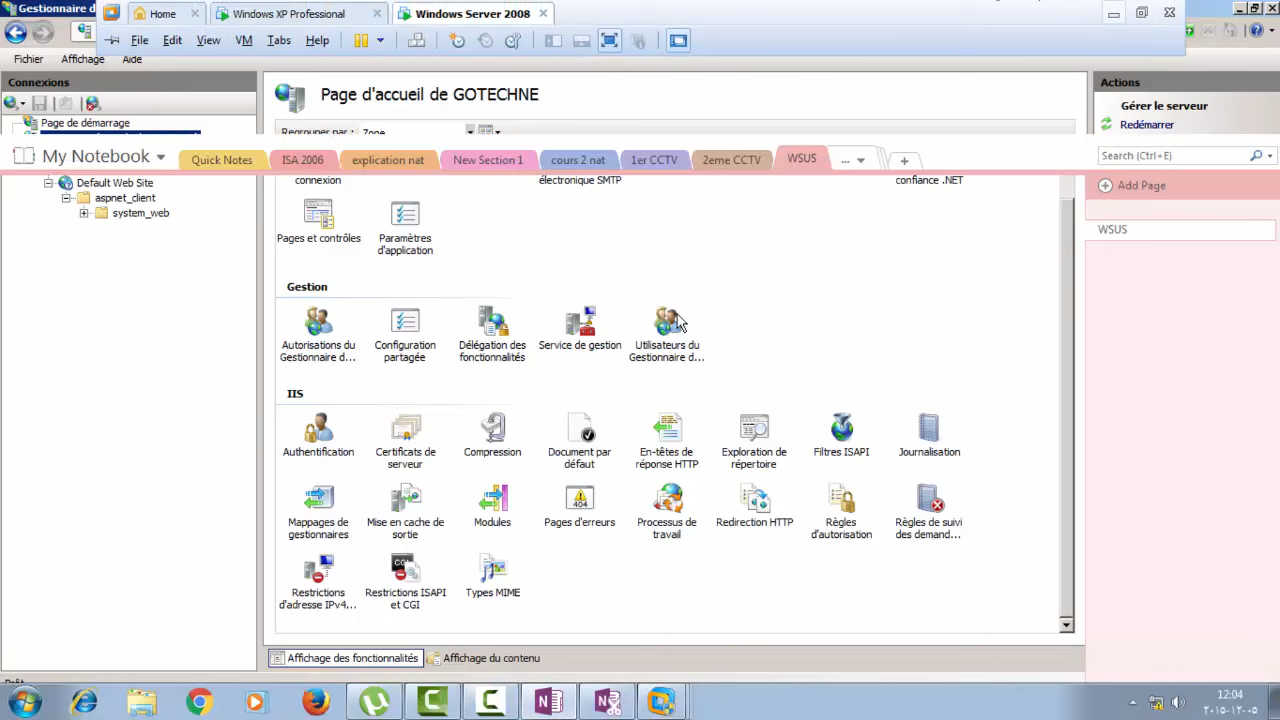 Gestionnaire d
Home
Windows XP Professional
Windows Server 2008
File Edit View VM Tabs Help
Fichier Affichage Aide
Connexions
Page de démarrage
Page d'accueil de GOTECHNE
Regrouper par : Zone
Actions
Gérer le serveur
Redémarrer
My Notebook
Quick Notes
ISA 2006
explication nat
New Section 1
cours 2 nat
1er CCTV
2eme CCTV
WSUS
...
Search (Ctrl+E)
Add Page
WSUS
Default Web Site
aspnet_client
system_web
connexion
électronique SMTP
confiance .NET
Pages et contrôles
Paramètres
d'application
Gestion
Autorisations du
Gestionnaire d...
Configuration
partagée
Délégation des
fonctionnalités
Service de gestion
Utilisateurs du
Gestionnaire d...
IIS
Authentification
Certificats de
serveur
Compression
Document par
défaut
En-têtes de
réponse HTTP
Exploration de
répertoire
Filtres ISAPI
Journalisation
Mappages de
gestionnaires
Mise en cache de
sortie
Modules
404
Pages d'erreurs
Processus de
travail
Redirection HTTP
Règles
d'autorisation
Règles de suivi
des demand...
Restrictions
d'adresse IPv4...
Restrictions ISAPI
et CGI
Types MIME
Affichage des fonctionnalités
Affichage du contenu
12:04
٢٠١٥-١٢-٠٥